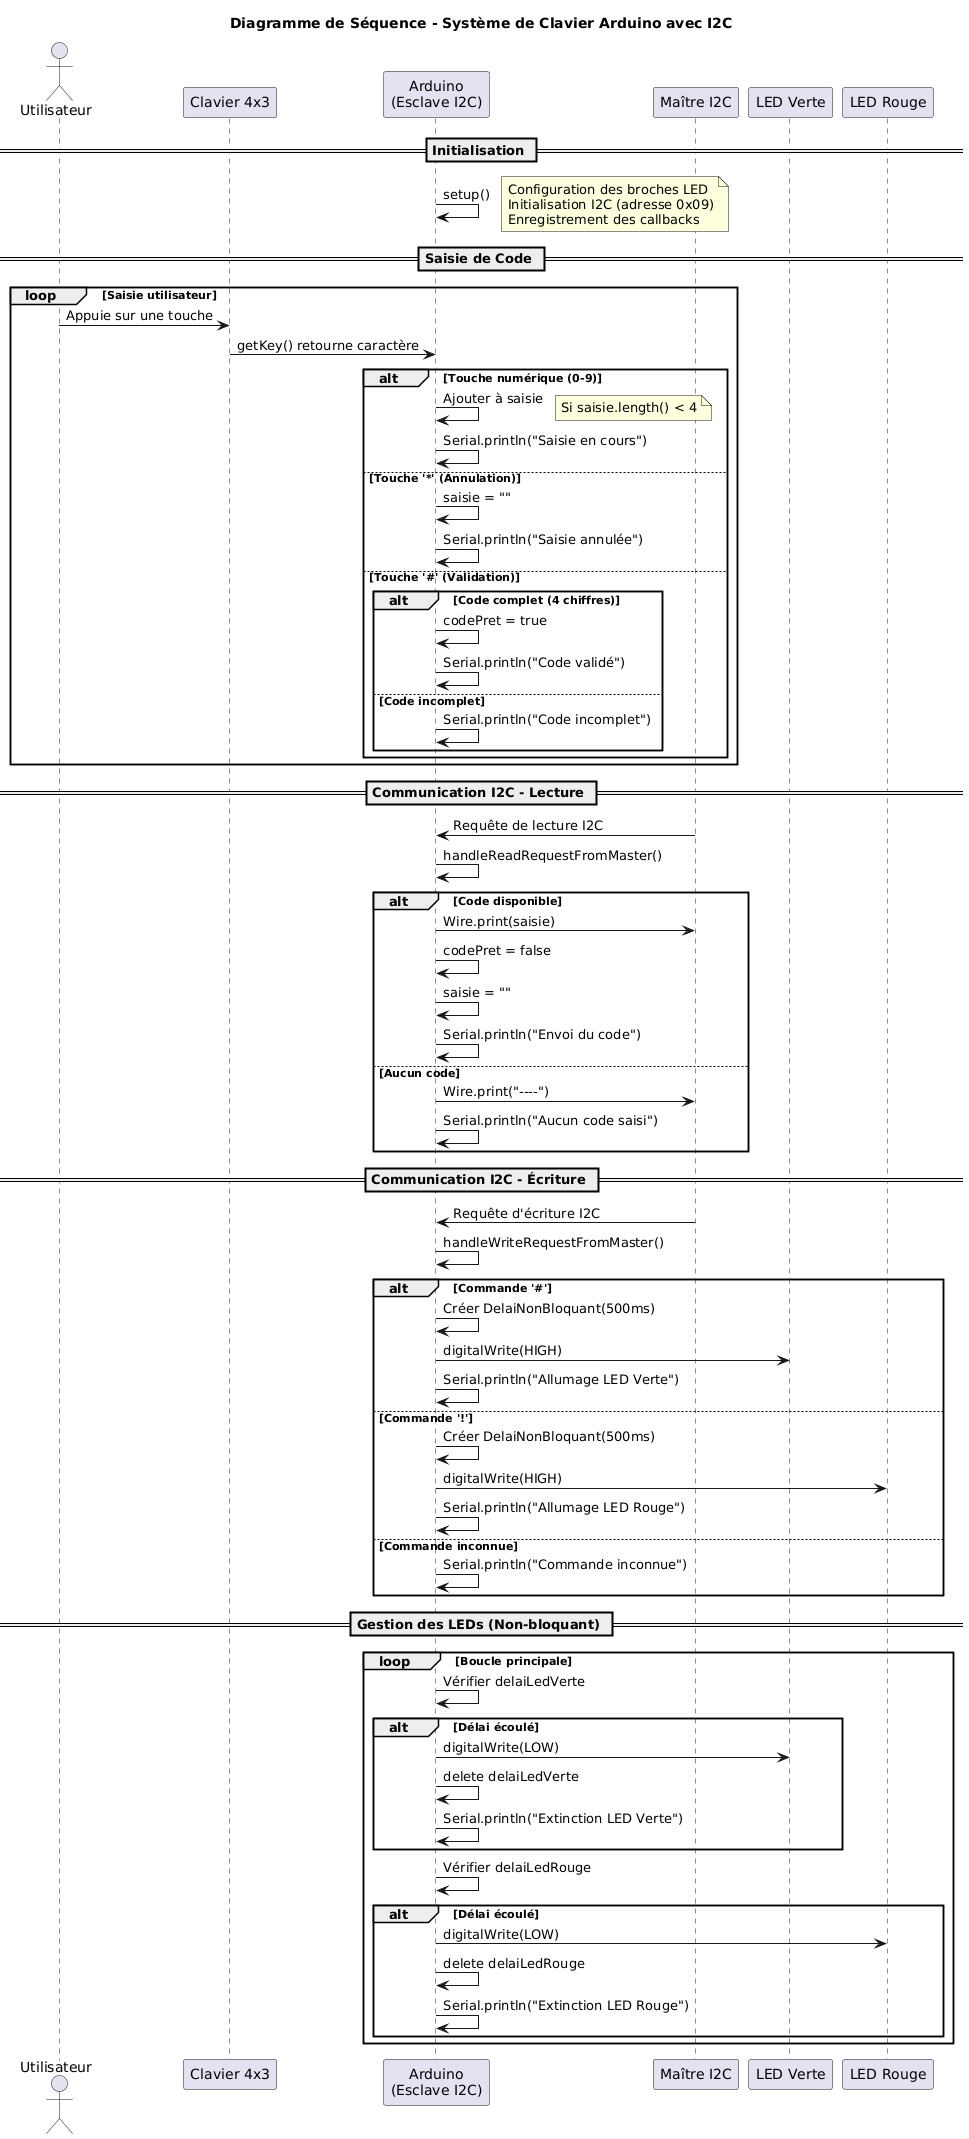 Diagramme de Séquence - Système de Clavier Arduino avec I2C
Utilisateur
Clavier 4x3
Arduino
(Esclave I2C)
Maître I2C
LED Verte
LED Rouge
Initialisation
setup()
Configuration des broches LED
Initialisation I2C (adresse 0x09)
Enregistrement des callbacks
Saisie de Code
loop [Saisie utilisateur]
Appuie sur une touche
getKey() retourne caractère
alt [Touche numérique (0-9)]
Ajouter à saisie
Si saisie.length() < 4
Serial.println("Saisie en cours")
[Touche '*' (Annulation)]
saisie = ""
Serial.println("Saisie annulée")
[Touche '#' (Validation)]
alt [Code complet (4 chiffres)]
codePret = true
Serial.println("Code validé")
[Code incomplet]
Serial.println("Code incomplet")
Communication I2C - Lecture
Requête de lecture I2C
handleReadRequestFromMaster()
alt [Code disponible]
Wire.print(saisie)
codePret = false
saisie = ""
Serial.println("Envoi du code")
[Aucun code]
Wire.print("----")
Serial.println("Aucun code saisi")
Communication I2C - Écriture
Requête d'écriture I2C
handleWriteRequestFromMaster()
alt [Commande '#']
Créer DelaiNonBloquant(500ms)
digitalWrite(HIGH)
Serial.println("Allumage LED Verte")
[Commande '!']
Créer DelaiNonBloquant(500ms)
digitalWrite(HIGH)
Serial.println("Allumage LED Rouge")
[Commande inconnue]
Serial.println("Commande inconnue")
Gestion des LEDs (Non-bloquant)
loop [Boucle principale]
Vérifier delaiLedVerte
alt [Délai écoulé]
digitalWrite(LOW)
delete delaiLedVerte
Serial.println("Extinction LED Verte")
Vérifier delaiLedRouge
alt [Délai écoulé]
digitalWrite(LOW)
delete delaiLedRouge
Serial.println("Extinction LED Rouge")
Utilisateur
Clavier 4x3
Arduino
(Esclave I2C)
Maître I2C
LED Verte
LED Rouge